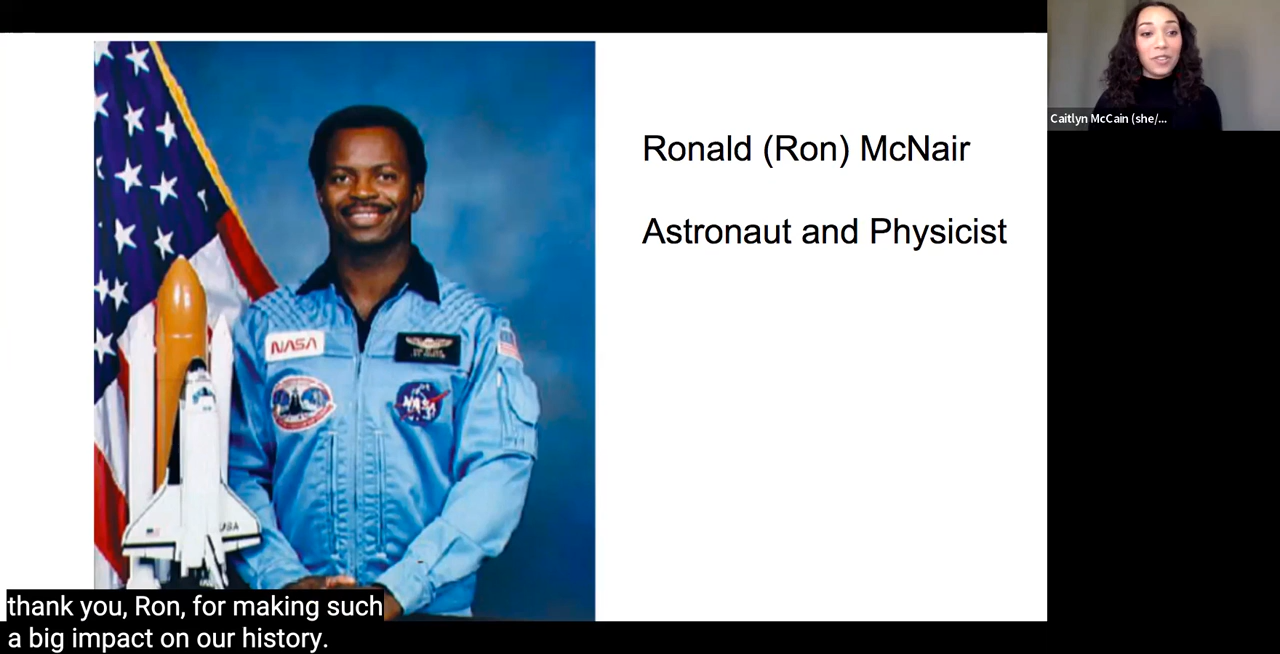 Ronald (Ron) McNair
Astronaut and Physicist
Caitlyn McCain (she/...
NASA
NASA
USA
thank you, Ron, for making such
a big impact on our history.